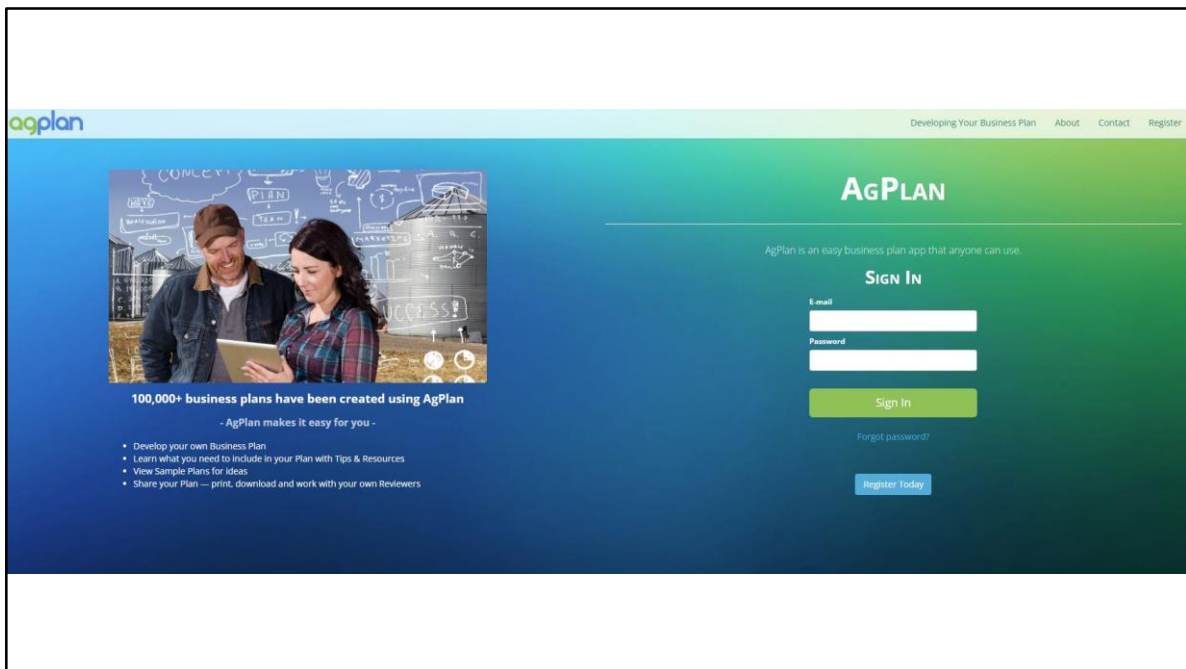 agplan
Developing Your Business Plan About Contact Register
CONCEPT
PLAN
TEAM !
A. B. C.
SUCCESS!
100,000+ business plans have been created using AgPlan
- AgPlan makes it easy for you -
• Develop your own Business Plan
• Learn what you need to include in your Plan with Tips & Resources
• View Sample Plans for ideas
• Share your Plan — print, download and work with your own Reviewers
AGPLAN
AgPlan is an easy business plan app that anyone can use.
SIGN IN
E-mail
Password
Sign In
Forgot password?
Register Today